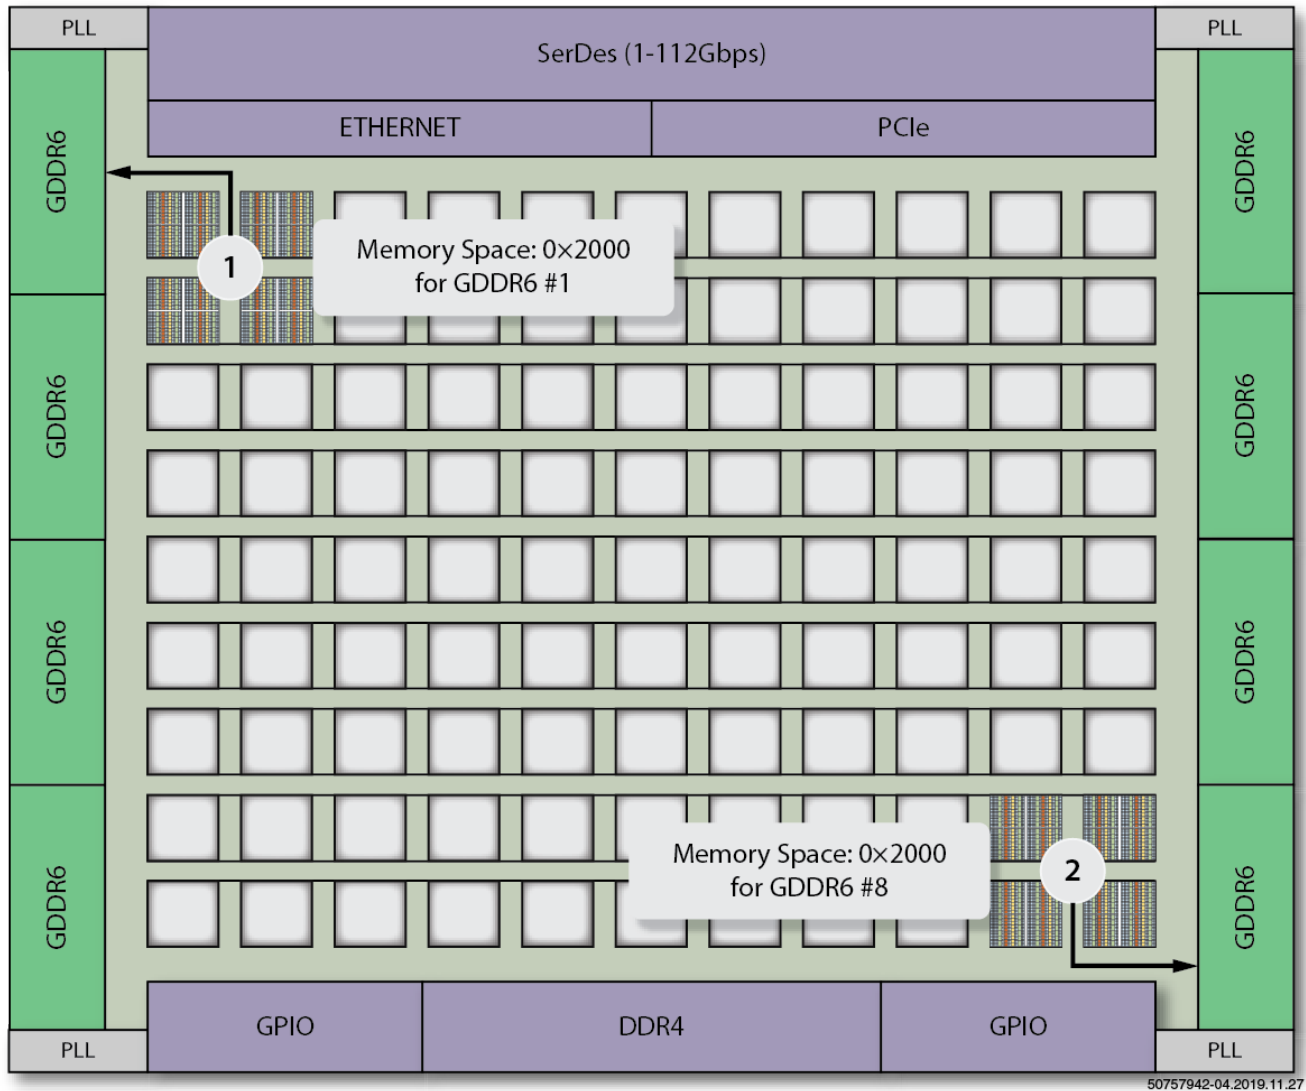 PLL
SerDes (1-112Gbps)
PLL
ETHERNET
PCIe
GDDR6
GDDR6
1
Memory Space: 0×2000
for GDDR6 #1
GDDR6
GDDR6
GDDR6
GDDR6
Memory Space: 0×2000
for GDDR6 #8
2
GDDR6
GDDR6
GPIO
DDR4
GPIO
PLL
PLL
50757942-04.2019.11.27